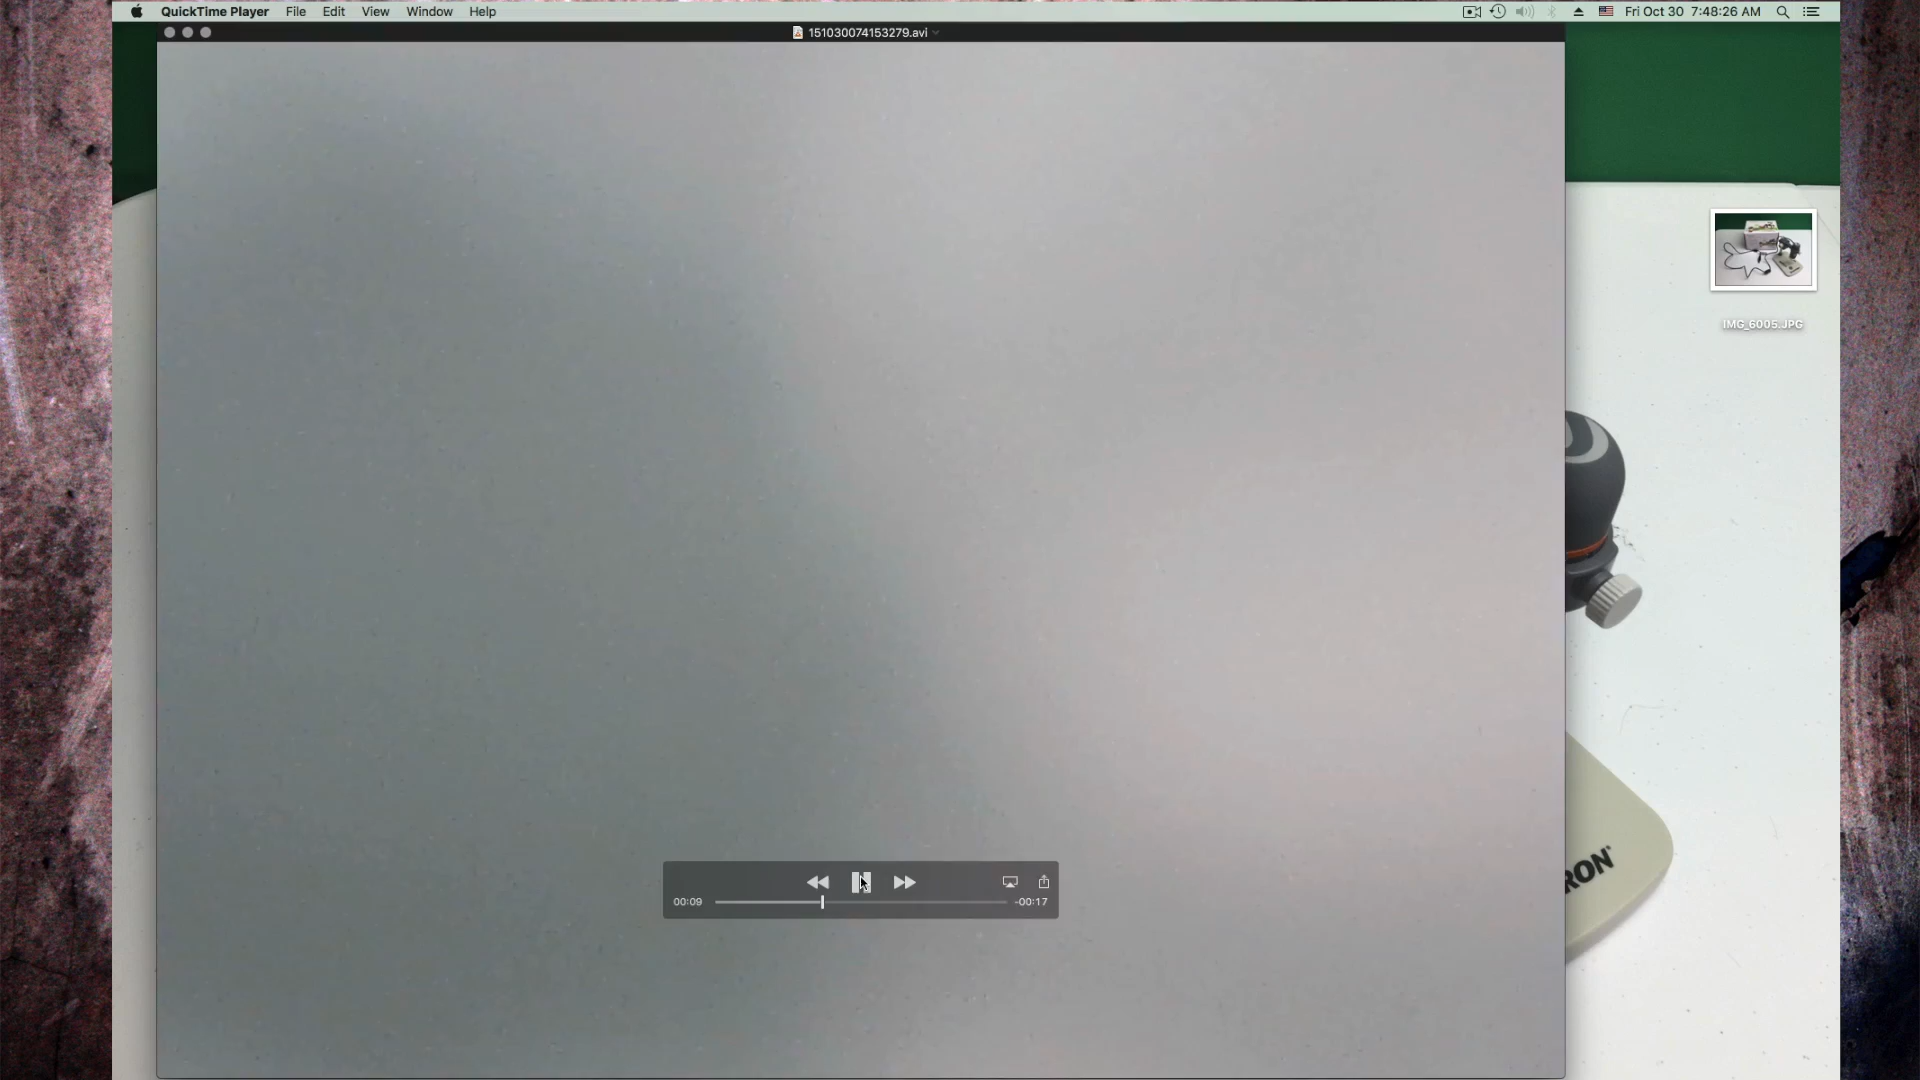 QuickTime Player File Edit View Window Help Fri Oct 30 7:48:26 AM
151030074153279.avi
IMG_6005.JPG
RON
00:09 -00:17